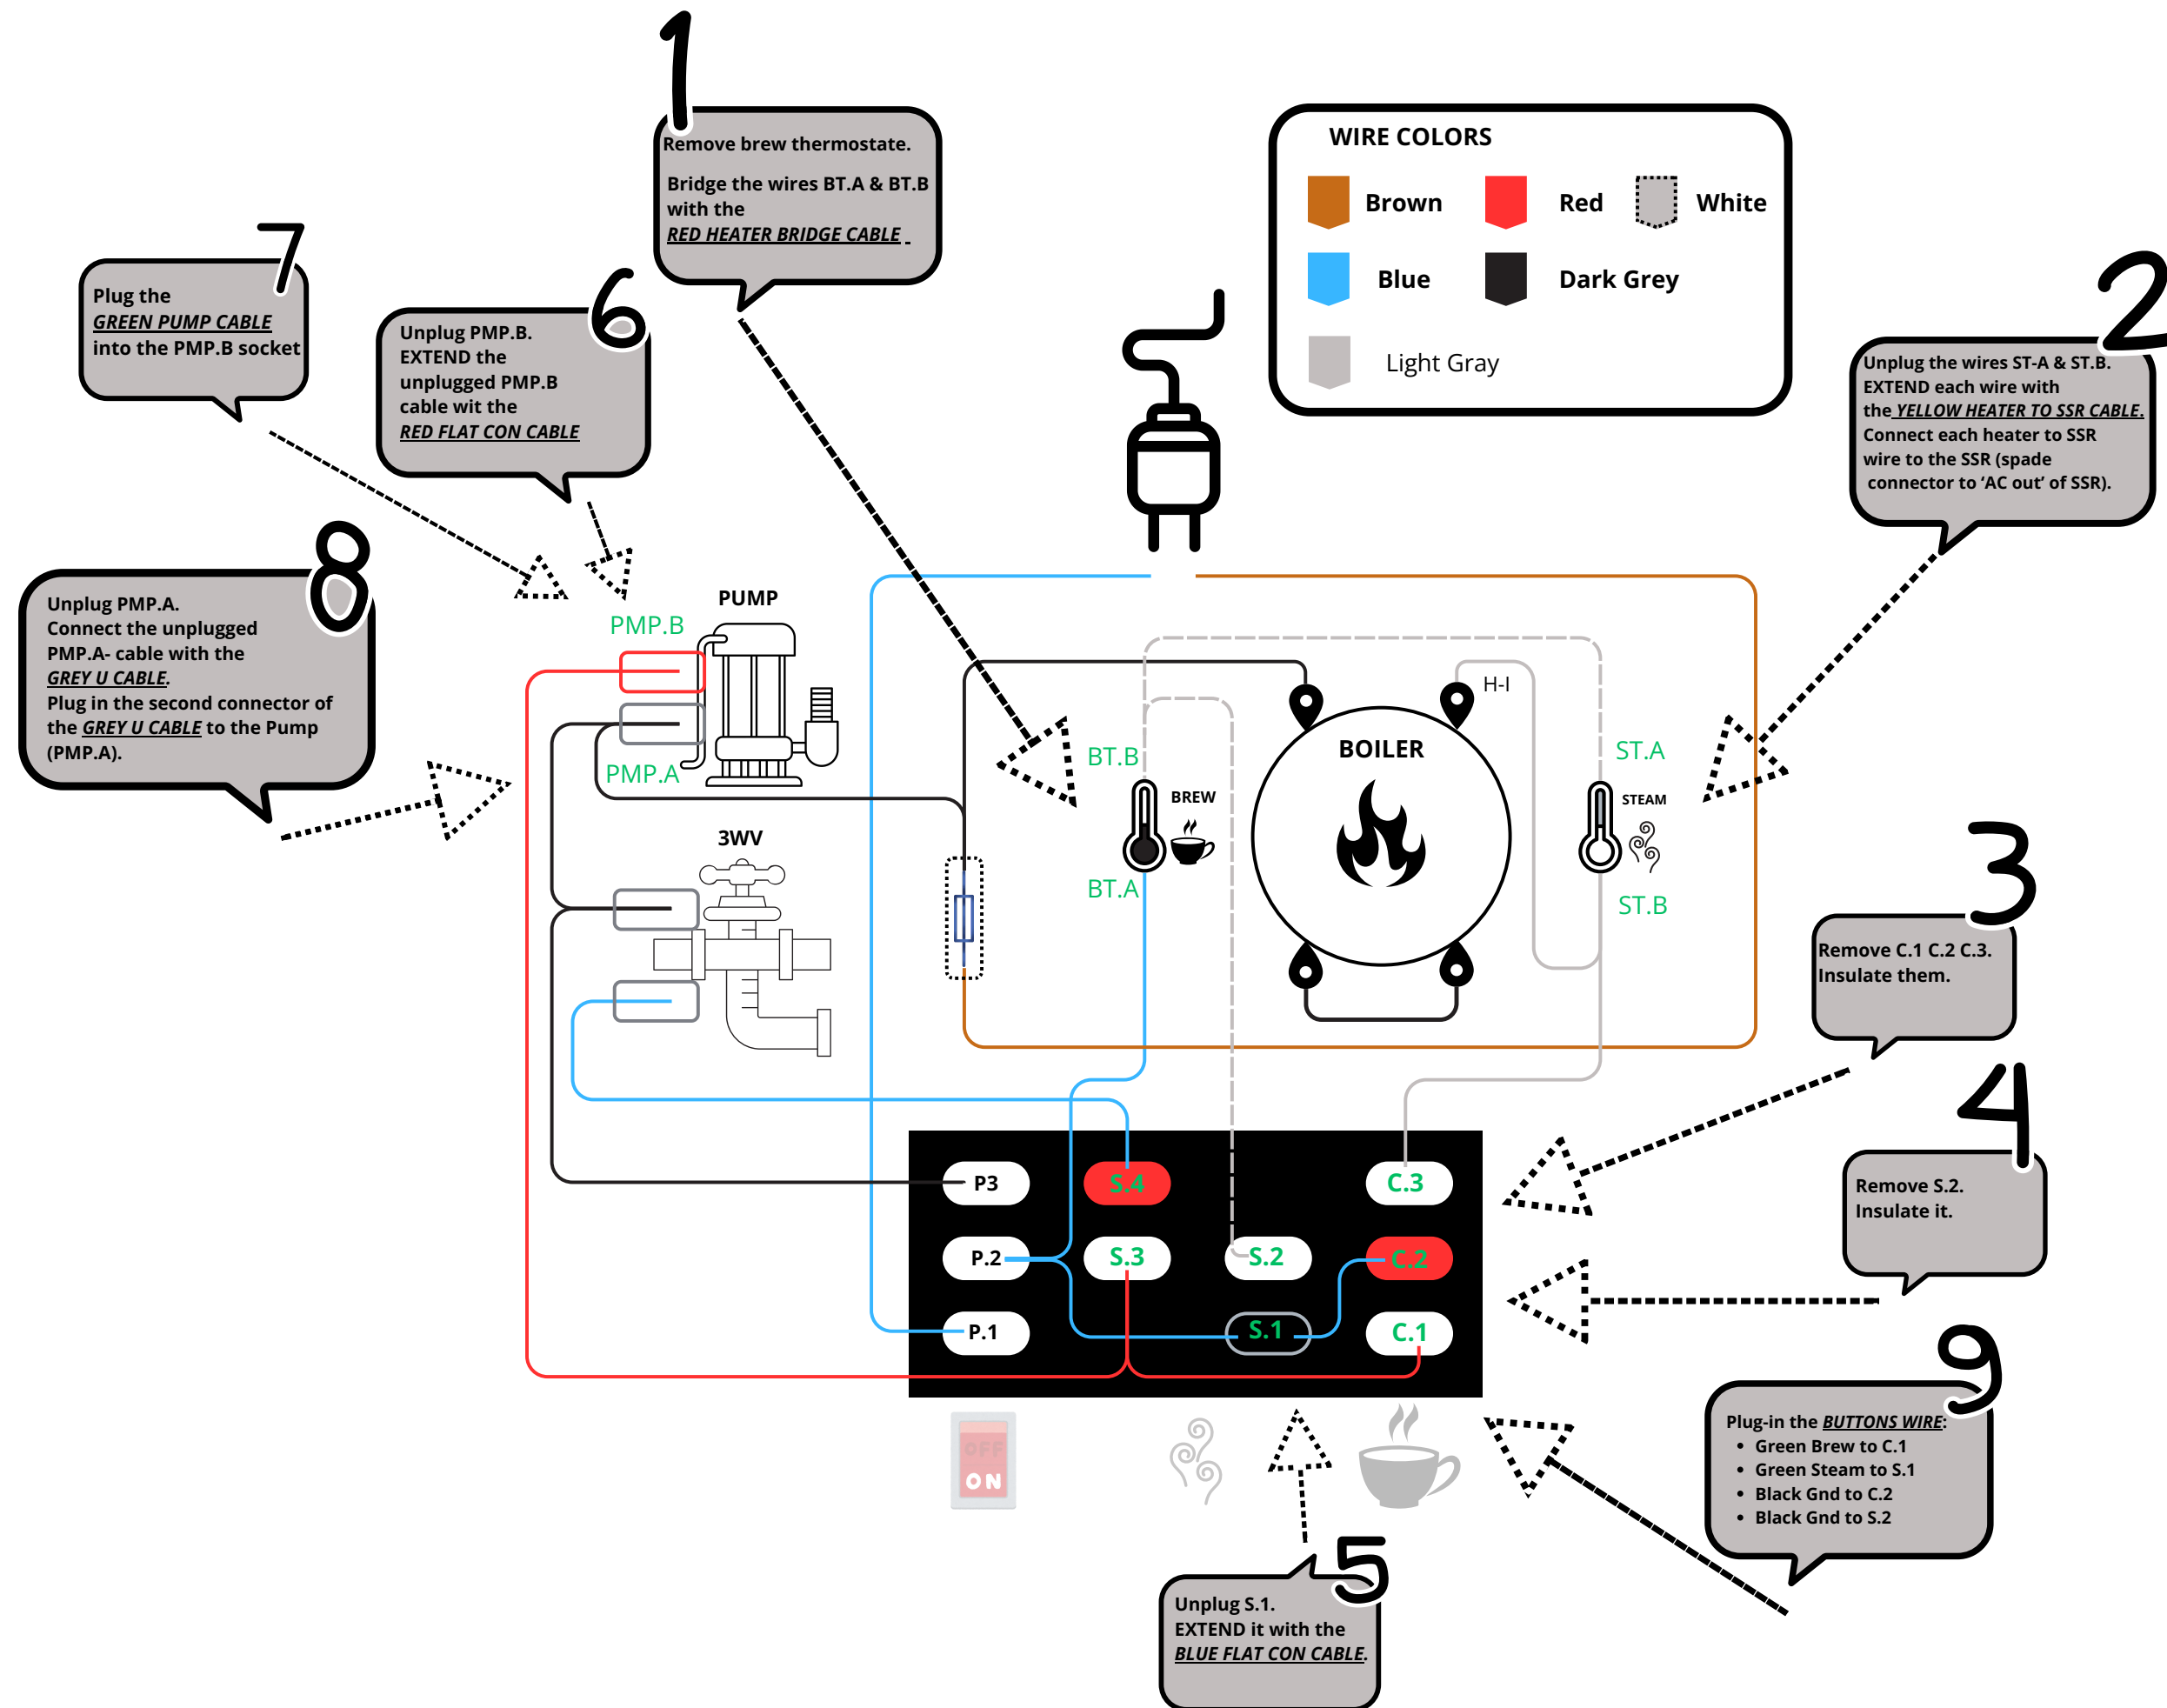 1
Remove brew thermostate.
Bridge the wires BT.A & BT.B
with the
RED HEATER BRIDGE CABLE
WIRE COLORS
Brown
Red
White
Blue
Dark Grey
Light Gray
7
Plug the
GREEN PUMP CABLE
into the PMP.B socket
6
Unplug PMP.B.
EXTEND the
unplugged PMP.B
cable wit the
RED FLAT CON CABLE
2
Unplug the wires ST-A & ST.B.
EXTEND each wire with
the YELLOW HEATER TO SSR CABLE.
Connect each heater to SSR
wire to the SSR (spade
connector to ‘AC out’ of SSR).
8
Unplug PMP.A.
Connect the unplugged
PMP.A- cable with the
GREY U CABLE.
Plug in the second connector of
the GREY U CABLE to the Pump
(PMP.A).
PUMP
PMP.B
PMP.A
3WV
H-I
BOILER
BT.B
BREW
BT.A
ST.A
STEAM
ST.B
3
Remove C.1 C.2 C.3.
Insulate them.
4
Remove S.2.
Insulate it.
P3
S.4
C.3
P.2
S.3
S.2
C.2
P.1
S.1
C.1
OFF
ON
9
Plug-in the BUTTONS WIRE:
• Green Brew to C.1
• Green Steam to S.1
• Black Gnd to C.2
• Black Gnd to S.2
5
Unplug S.1.
EXTEND it with the
BLUE FLAT CON CABLE.